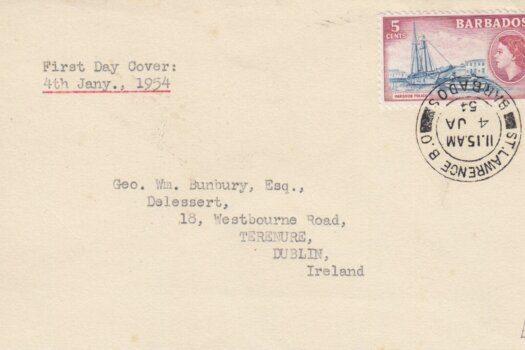 5
CENTS
BARBADOS
HARBOUR POLICE
First Day Cover:
4th Jany., 1954
ST. LAWRENCE B.O
11.15AM
4 JA
54
BARBADOS
Geo. Wm. Bunbury, Esq.,
Delessert,
18, Westbourne Road,
TERENURE,
DUBLIN,
Ireland